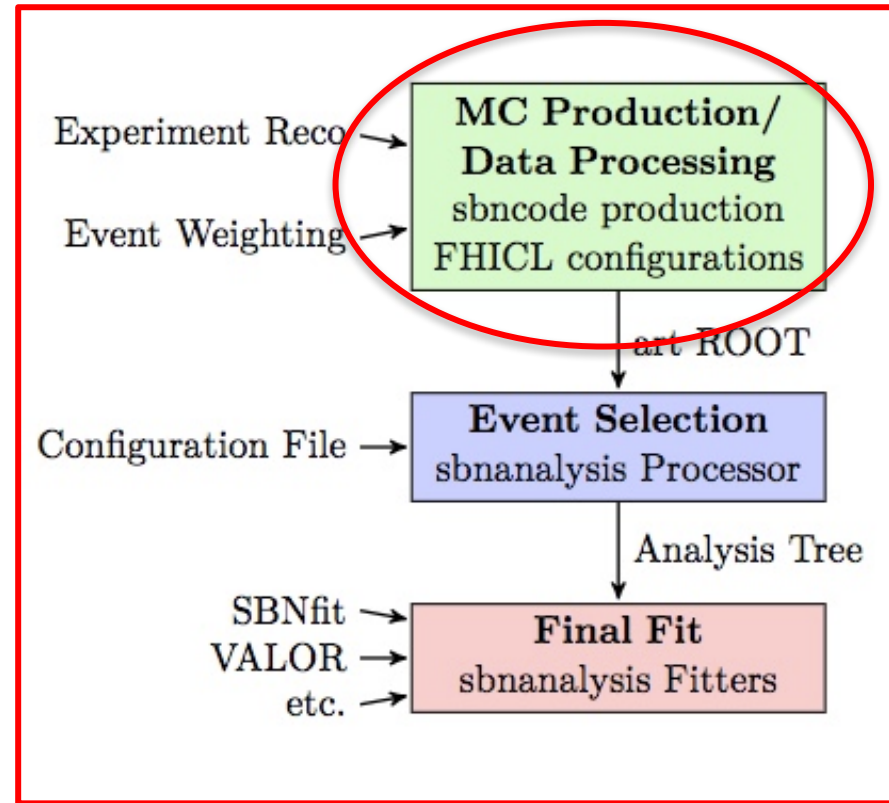 Experiment Reco
Event Weighting
MC Production/
Data Processing
sbncode production
FHICL configurations
art ROOT
Configuration File
Event Selection
sbnanalysis Processor
Analysis Tree
SBNfit
VALOR
etc.
Final Fit
sbnanalysis Fitters